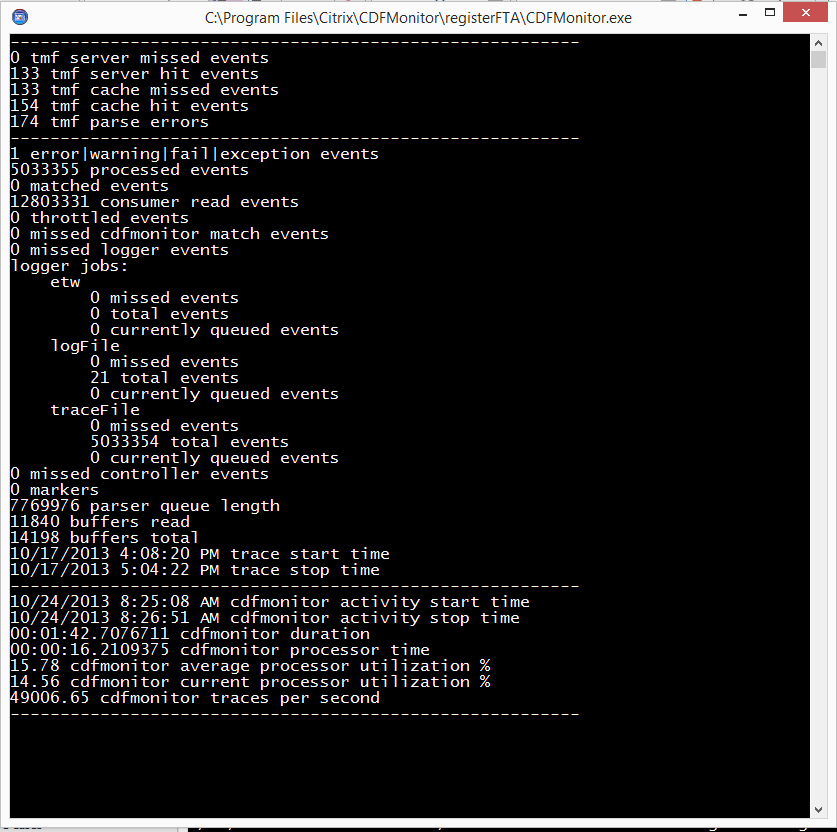 C:\Program Files\Citrix\CDFMonitor\registerFTA\CDFMonitor.exe
---------------------------------------------------------
0 tmf server missed events
133 tmf server hit events
133 tmf cache missed events
154 tmf cache hit events
174 tmf parse errors
---------------------------------------------------------
1 error|warning|fail|exception events
5033355 processed events
0 matched events
12803331 consumer read events
0 throttled events
0 missed cdfmonitor match events
0 missed logger events
logger jobs:
    etw
        0 missed events
        0 total events
        0 currently queued events
    logFile
        0 missed events
        21 total events
        0 currently queued events
    traceFile
        0 missed events
        5033354 total events
        0 currently queued events
0 missed controller events
0 markers
7769976 parser queue length
11840 buffers read
14198 buffers total
10/17/2013 4:08:20 PM trace start time
10/17/2013 5:04:22 PM trace stop time
---------------------------------------------------------
10/24/2013 8:25:08 AM cdfmonitor activity start time
10/24/2013 8:26:51 AM cdfmonitor activity stop time
00:01:42.7076711 cdfmonitor duration
00:00:16.2109375 cdfmonitor processor time
15.78 cdfmonitor average processor utilization %
14.56 cdfmonitor current processor utilization %
49006.65 cdfmonitor traces per second
---------------------------------------------------------